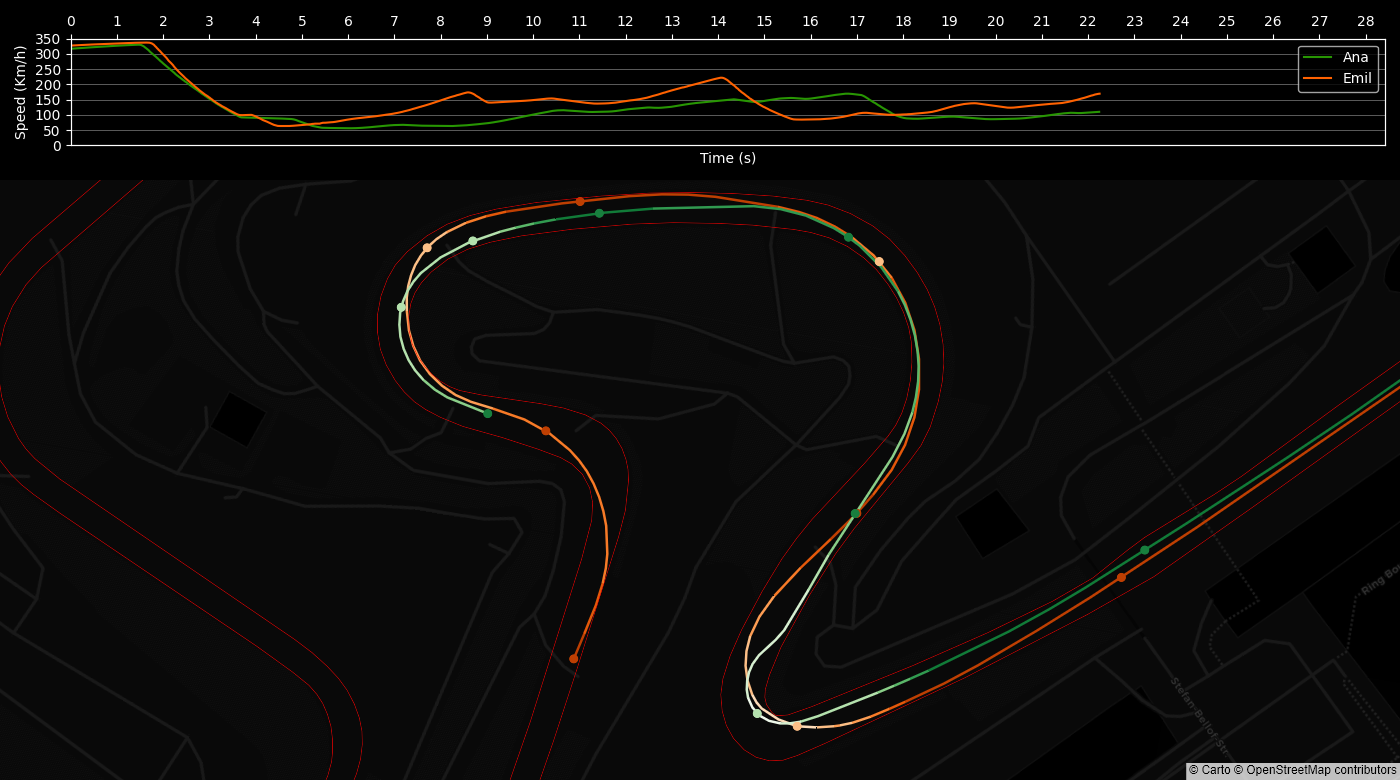 0 1 2 3 4 5 6 7 8 9 10 11 12 13 14 15 16 17 18 19 20 21 22 23 24 25 26 27 28
350
300
250
200
150
100
50
0
Speed (Km/h)
Ana
Emil
Time (s)
Ring Bo
Stefan-Bellof-Str
© Carto © OpenStreetMap contributors